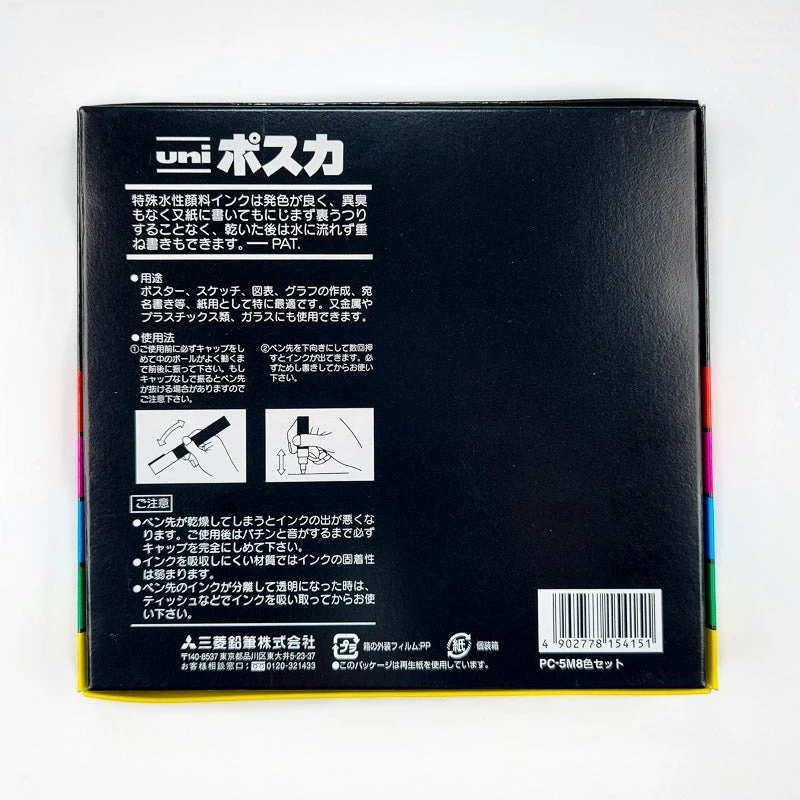 uni ポスカ
特殊水性顔料インクは発色が良く、異臭
もなく又紙に書いてもにじまず裏うつり
することなく、乾いた後は水に流れず重
ね書きもできます。— PAT.
●用途
ポスター、スケッチ、図表、グラフの作成、宛
名書き等、紙用として特に最適です。又金属や
プラスチックス類、ガラスにも使用できます。
●使用法
①ご使用前に必ずキャップをし
めて中のボールがよく動くま
で前後に振って下さい。もし
キャップなしで振るとペン先
が抜ける場合がありますので
ご注意下さい。
②ペン先を下向きにして数回押
すとインクが出てきます。必
ずためし書きしてからお使い
下さい。
ご注意
●ペン先が乾燥してしまうとインクの出が悪くな
ります。ご使用後はパチンと音がするまで必ず
キャップを完全にしめて下さい。
●インクを吸収しにくい材質ではインクの固着性
は弱まります。
●ペン先のインクが分離して透明になった時は、
ティッシュなどでインクを吸い取ってからお使
い下さい。
三菱鉛筆株式会社
〒140-8537 東京都品川区東大井5-23-37
お客様相談窓口: 0120-321433
プラ 箱の外装フィルム:PP 紙 個装箱
●このパッケージは再生紙を使用しています。
4 902778 154151
PC-5M8色セット